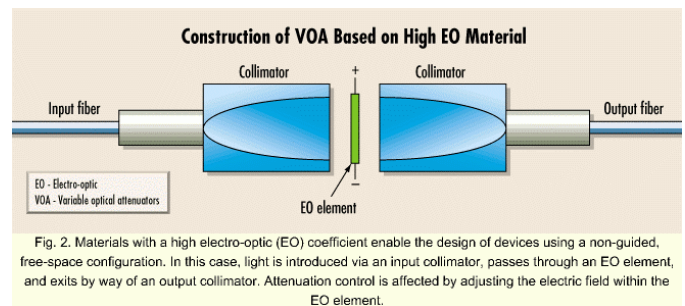 Construction of VOA Based on High EO Material
Collimator
+
Collimator
Input fiber
Output fiber
EO - Electro-optic
VOA - Variable optical attenuators
–
EO element
Fig. 2. Materials with a high electro-optic (EO) coefficient enable the design of devices using a non-guided,
free-space configuration. In this case, light is introduced via an input collimator, passes through an EO element,
and exits by way of an output collimator. Attenuation control is affected by adjusting the electric field within the
EO element.